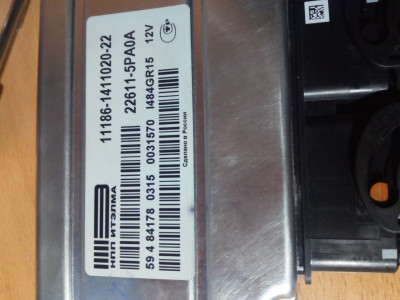 11186-1411020-22
22611-5PA0A
НПП ИТЭЛМА
59 4 84178 0315 0031570 I484GR15 12V
Сделано в России